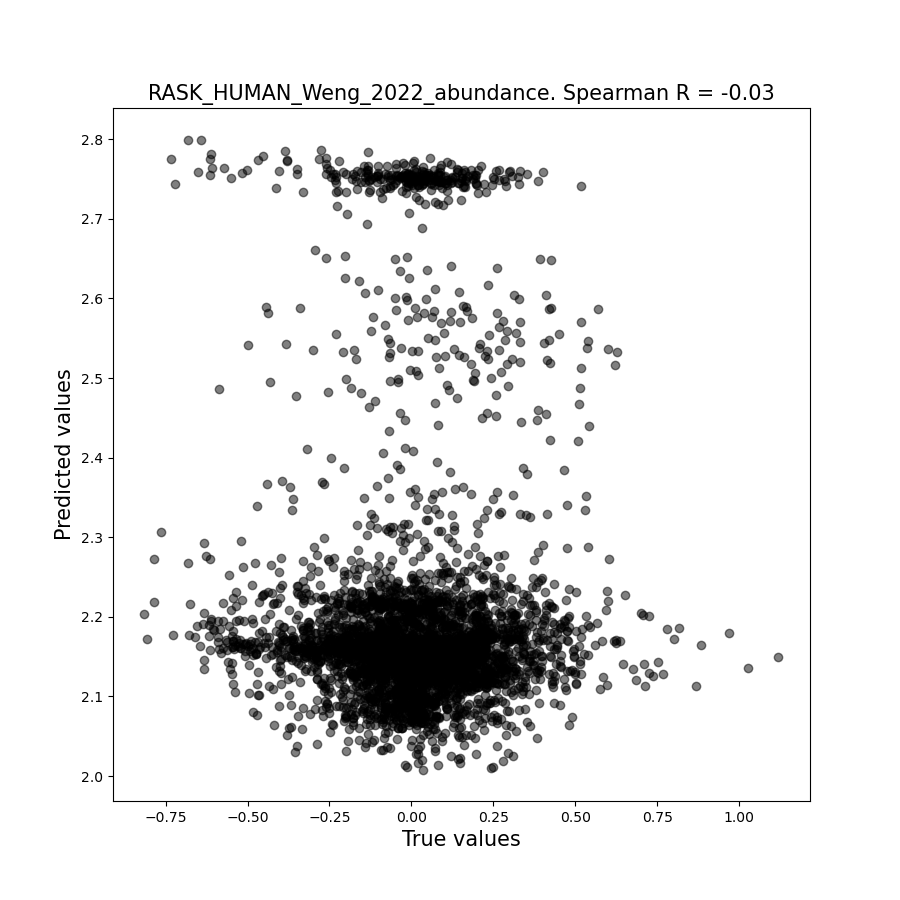 RASK_HUMAN_Weng_2022_abundance. Spearman R = -0.03
Predicted values
2.8
2.7
2.6
2.5
2.4
2.3
2.2
2.1
2.0
−0.75 −0.50 −0.25 0.00 0.25 0.50 0.75 1.00
True values